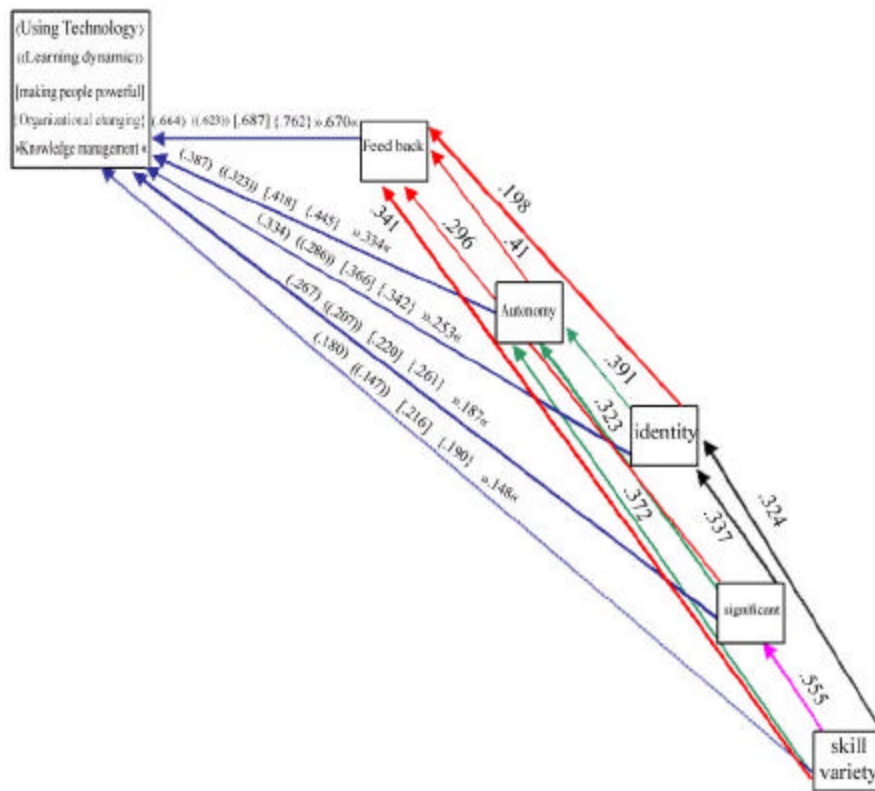 (Using Technology)
((Learning dynamic))
[making people powerful]
{Organizational changing}
»Knowledge management «
(.664) ((.623)) [.687] {.762} ».670«
Feed back
(.387) ((.323)) [.418] {.445} ».334«
(.334) ((.286)) [.366] {.342} ».253«
(.267) ((.207)) [.220] {.261} ».187«
(.180) ((.147)) [.216] {.190} ».148«
.341
.296
.41
.198
Autonomy
.391
.323
.372
identity
.337
.324
significant
.555
skill
variety